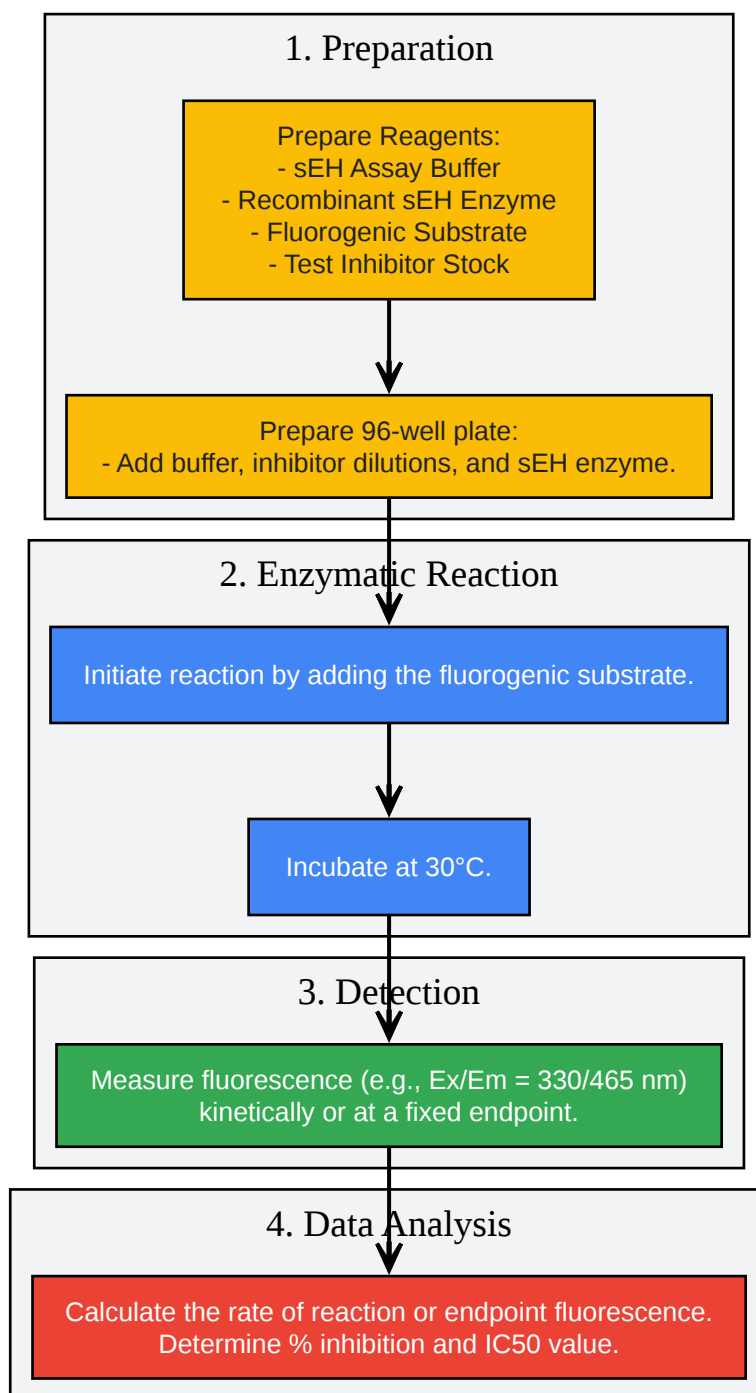 1. Preparation
Prepare Reagents:
- sEH Assay Buffer
- Recombinant sEH Enzyme
- Fluorogenic Substrate
- Test Inhibitor Stock
Prepare 96-well plate:
- Add buffer, inhibitor dilutions, and sEH enzyme.
2. Enzymatic Reaction
Initiate reaction by adding the fluorogenic substrate.
Incubate at 30°C.
3. Detection
Measure fluorescence (e.g., Ex/Em = 330/465 nm)
kinetically or at a fixed endpoint.
4. Data Analysis
Calculate the rate of reaction or endpoint fluorescence.
Determine % inhibition and IC50 value.